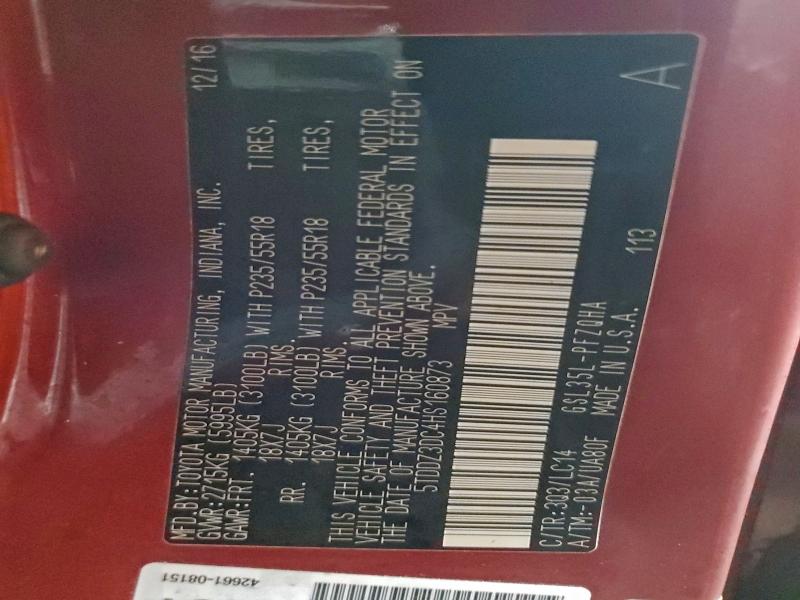 MFD.BY:TOYOTA MOTOR MANUFACTURING, INDIANA, INC. 12/16
GVWR:2715KG (5995LB)
GAWR:FRT. 1405KG (3100LB) WITH P235/55R18 TIRES,
18X7J RIMS.
RR. 1405KG (3100LB) WITH P235/55R18 TIRES,
18X7J RIMS.
THIS VEHICLE CONFORMS TO ALL APPLICABLE FEDERAL MOTOR
VEHICLE SAFETY AND THEFT PREVENTION STANDARDS IN EFFECT ON
THE DATE OF MANUFACTURE SHOWN ABOVE.
5TDDZ3DC4HS160873 MPV
C/TR:3Q3/LC14 GSL35L-PFZQHA
A/TM:-03A/UA80F MADE IN U.S.A. 113
A
42661-08151